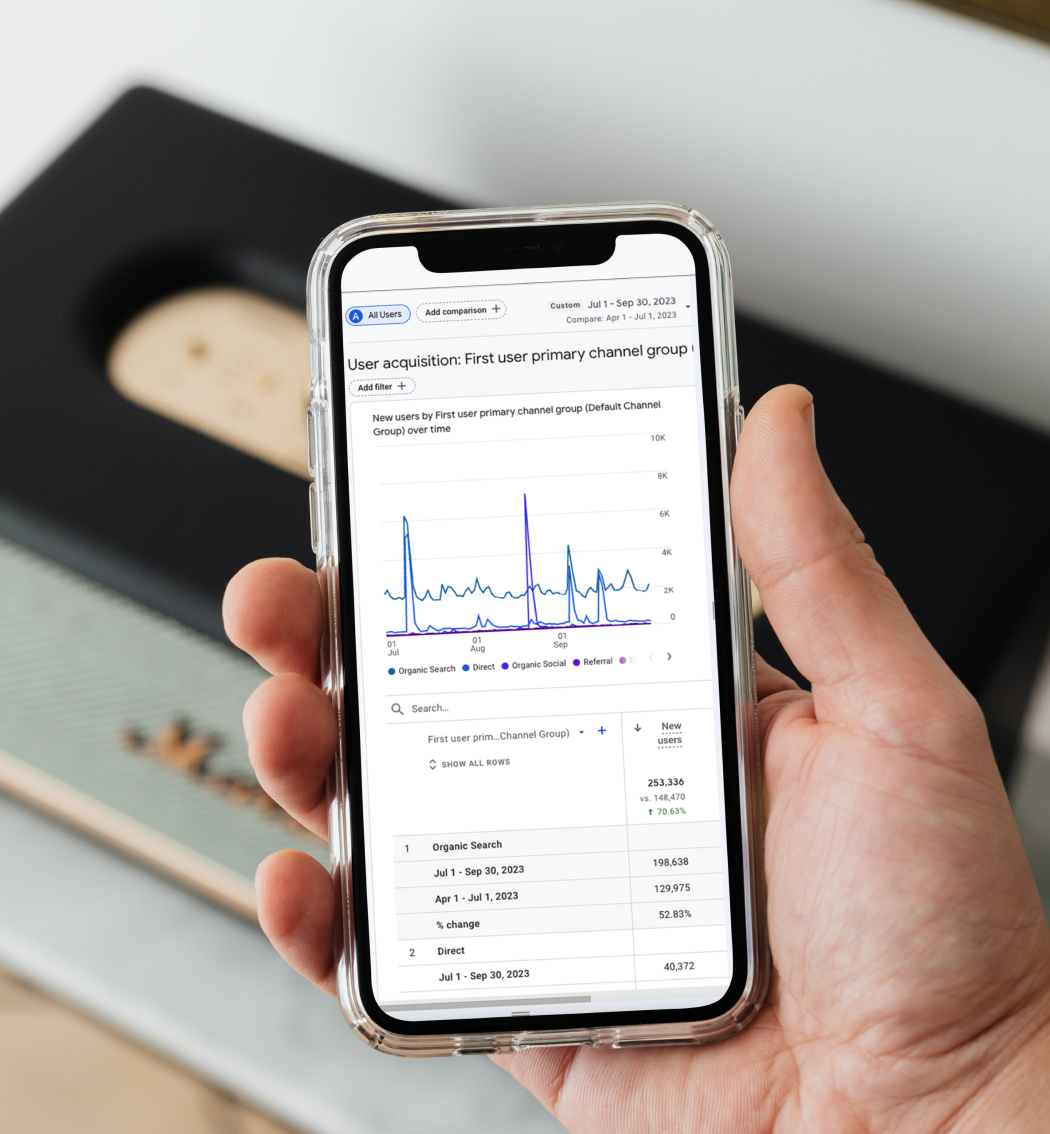 A All Users
Add comparison +
Custom Jul 1 - Sep 30, 2023
Compare: Apr 1 - Jul 1, 2023
User acquisition: First user primary channel group (
Add filter +
New users by First user primary channel group (Default Channel
Group) over time
10K
8K
6K
4K
2K
0
01
Jul
01
Aug
01
Sep
Organic Search
Direct
Organic Social
Referral
U
Search...
First user prim...Channel Group)
+
SHOW ALL ROWS
New
users
253,336
vs. 148,470
↑ 70.63%
1 Organic Search
Jul 1 - Sep 30, 2023 198,638
Apr 1 - Jul 1, 2023 129,975
% change 52.83%
2 Direct
Jul 1 - Sep 30, 2023 40,372